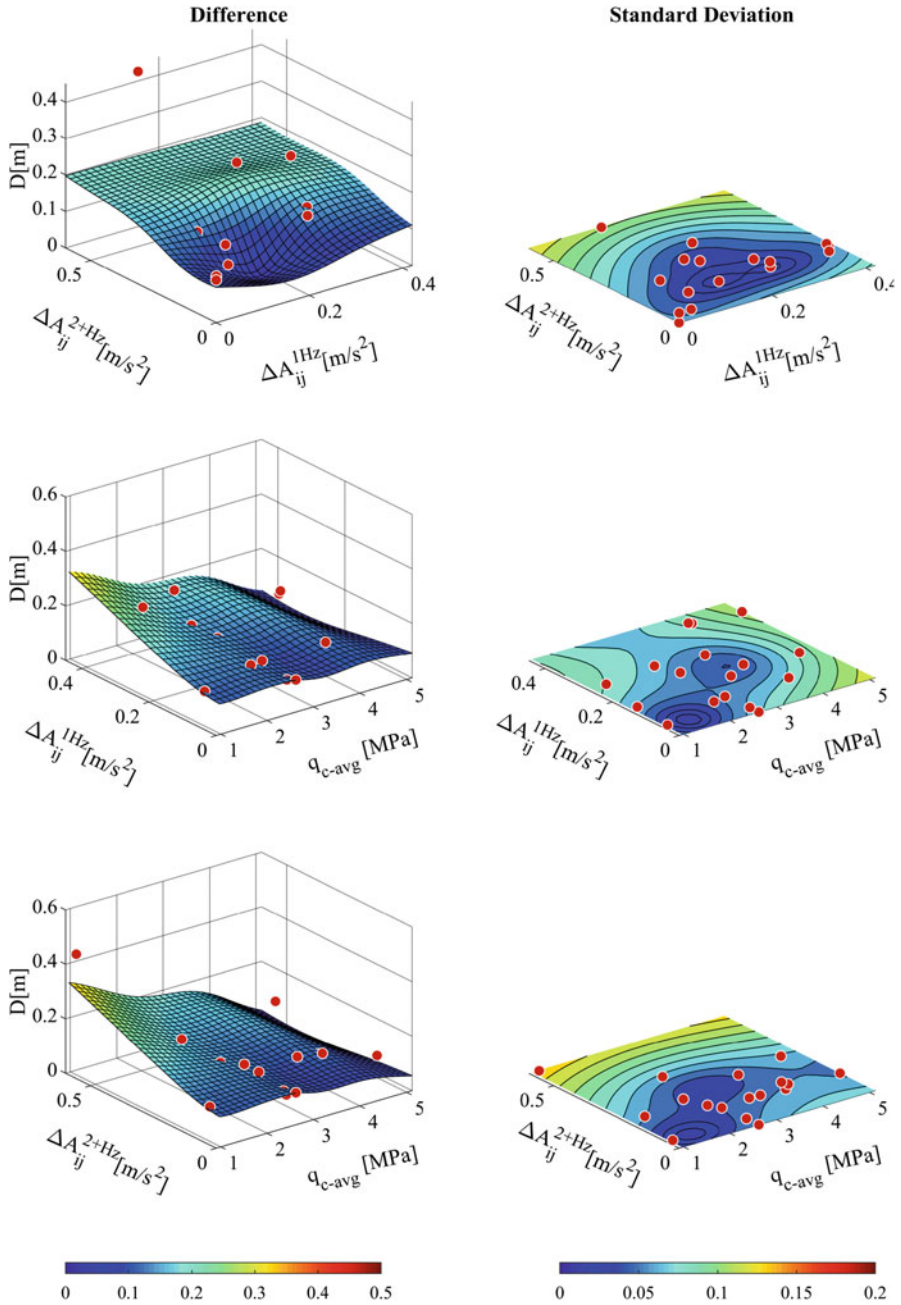 Difference Standard Deviation
0.4
0.3
0.2
0.1
0
D[m]
0.5
0 0
0.2
0.4
ΔA_ij^2+Hz [m/s^2]
ΔA_ij^1Hz [m/s^2]
0.5
0 0
0.2
0.4
ΔA_ij^2+Hz [m/s^2]
ΔA_ij^1Hz [m/s^2]
0.6
0.4
0.2
0
D[m]
0.4
0.2
0
1 2 3 4 5
ΔA_ij^1Hz [m/s^2]
q_c-avg [MPa]
0.4
0.2
0
1 2 3 4 5
ΔA_ij^1Hz [m/s^2]
q_c-avg [MPa]
0.6
0.4
0.2
0
D[m]
0.5
0
1 2 3 4 5
ΔA_ij^2+Hz [m/s^2]
q_c-avg [MPa]
0.5
0
1 2 3 4 5
ΔA_ij^2+Hz [m/s^2]
q_c-avg [MPa]
0 0.1 0.2 0.3 0.4 0.5
0 0.05 0.1 0.15 0.2